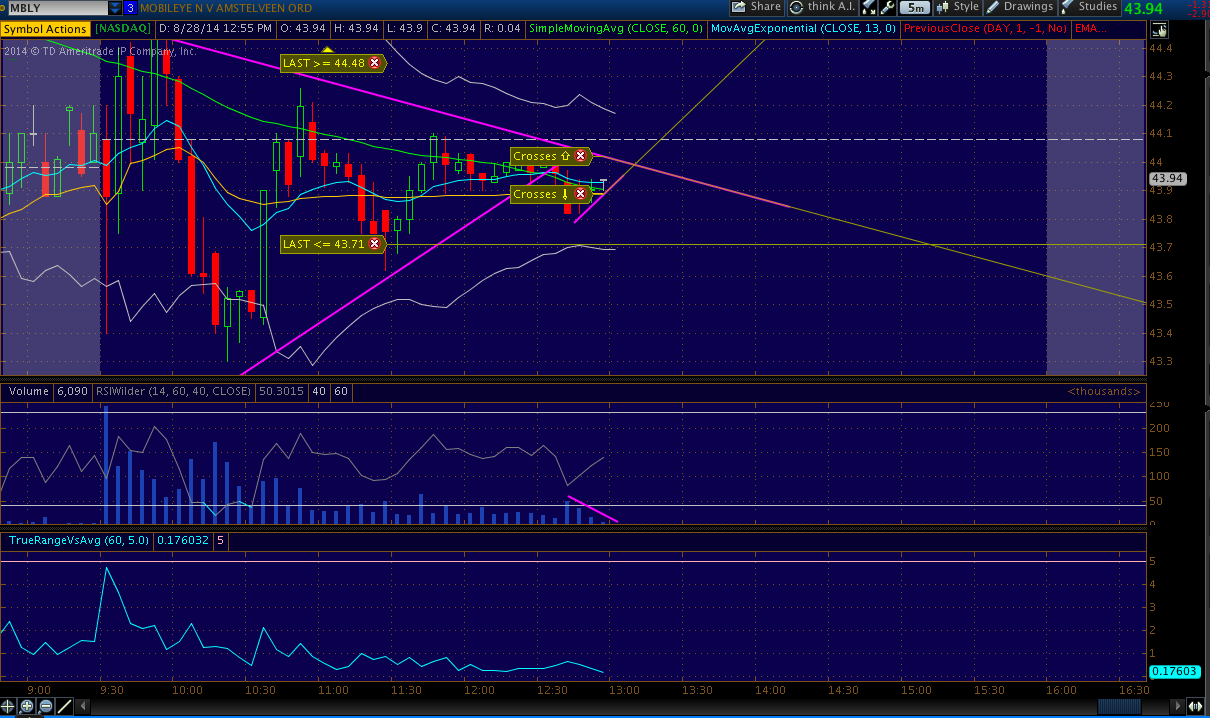 MBLY 3 MOBILEYE N V AMSTELVEEN ORD Share think A.I. 5m Style Drawings Studies 43.94
Symbol Actions [NASDAQ] D: 8/28/14 12:55 PM O: 43.94 H: 43.94 L: 43.9 C: 43.94 R: 0.04 SimpleMovingAvg (CLOSE, 60, 0) MovAvgExponential (CLOSE, 13, 0) PreviousClose (DAY, 1, -1, No) EMA...
2014 © TD Ameritrade IP Company, Inc.
LAST >= 44.48
Crosses
Crosses
LAST <= 43.71
44.4
44.3
44.2
44.1
44
43.94
43.9
43.8
43.7
43.6
43.5
43.4
43.3
Volume 6,090 RSIWilder (14, 60, 40, CLOSE) 50.3015 40 60 <thousands>
250
200
150
100
50
0
TrueRangeVsAvg (60, 5.0) 0.176032 5
5
4
3
2
1
0.17603
9:00 9:30 10:00 10:30 11:00 11:30 12:00 12:30 13:00 13:30 14:00 14:30 15:00 15:30 16:00 16:30